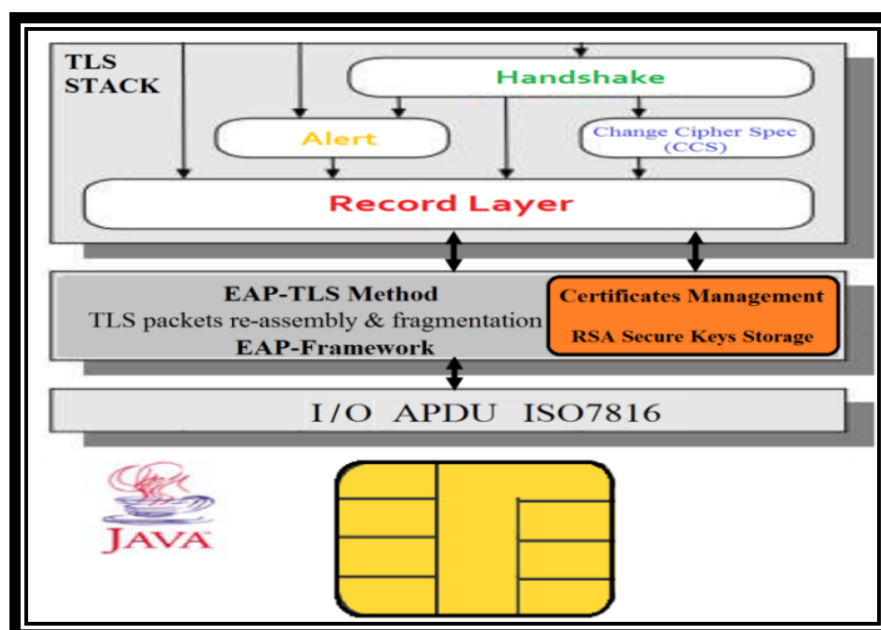 TLS
STACK
Handshake
Alert
Change Cipher Spec
(CCS)
Record Layer
EAP-TLS Method
TLS packets re-assembly & fragmentation
EAP-Framework
Certificates Management
RSA Secure Keys Storage
I/O APDU ISO7816
JAVA